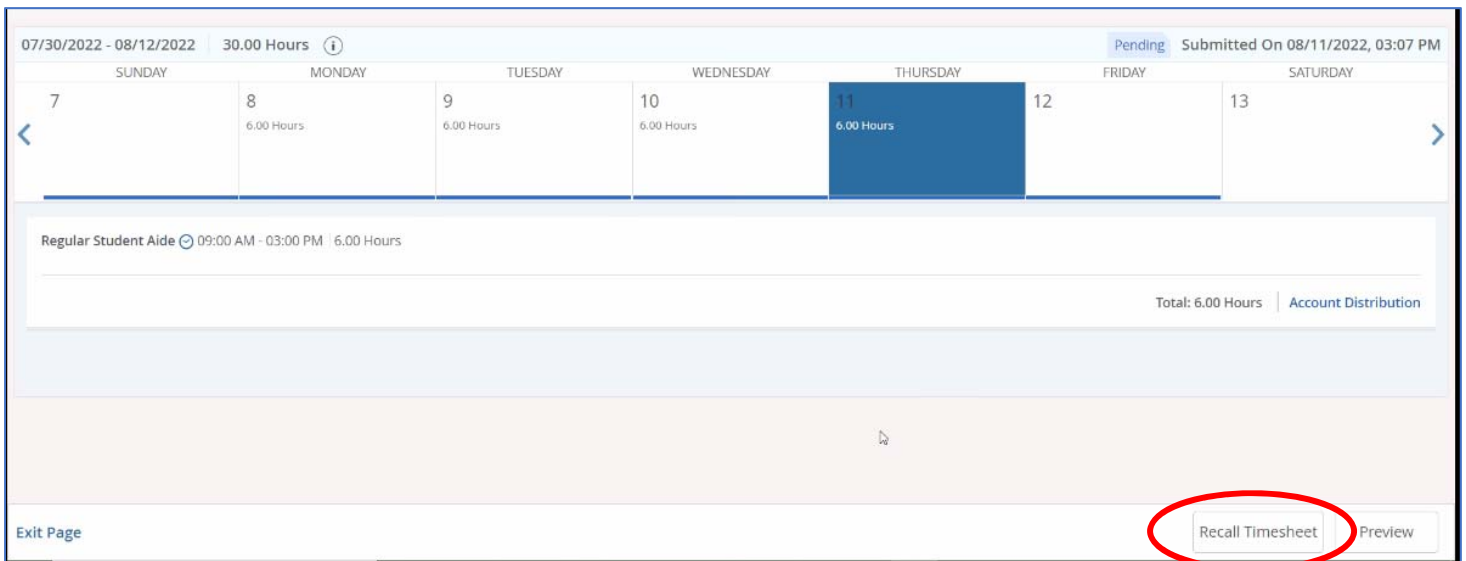 07/30/2022 - 08/12/2022 30.00 Hours i Pending Submitted On 08/11/2022, 03:07 PM
SUNDAY MONDAY TUESDAY WEDNESDAY THURSDAY FRIDAY SATURDAY
7 8 9 10 11 12 13
6.00 Hours 6.00 Hours 6.00 Hours 6.00 Hours
Regular Student Aide 09:00 AM - 03:00 PM 6.00 Hours
Total: 6.00 Hours Account Distribution
Exit Page Recall Timesheet Preview